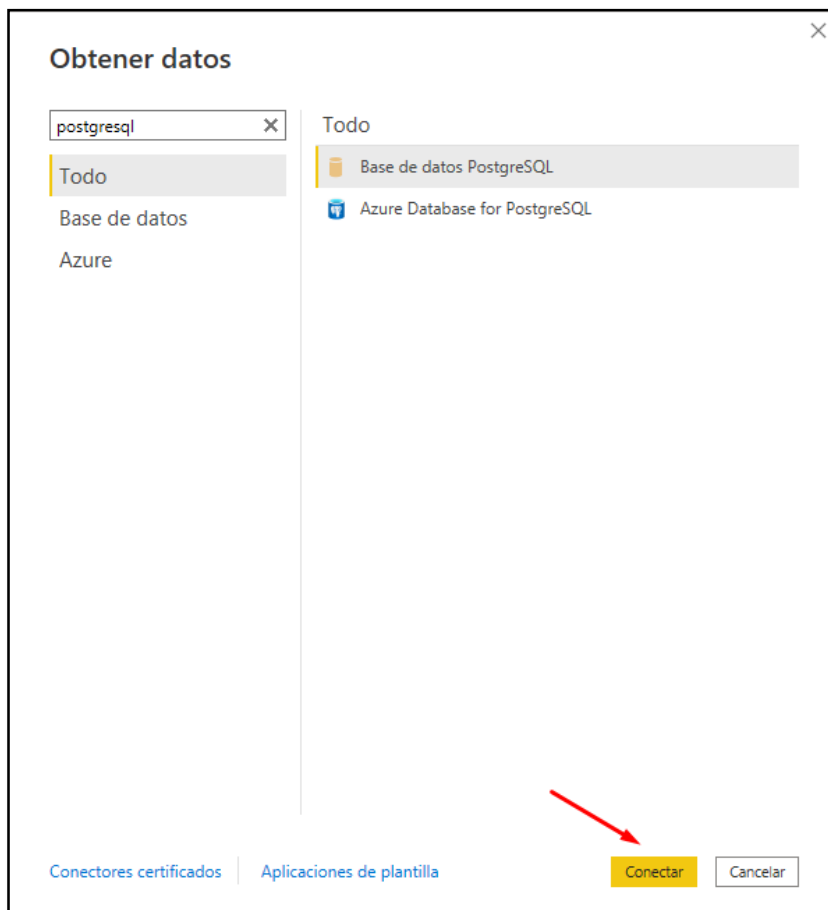 Obtener datos
postgresql
Todo
Base de datos
Azure
Todo
Base de datos PostgreSQL
Azure Database for PostgreSQL
Conectores certificados
Aplicaciones de plantilla
Conectar
Cancelar